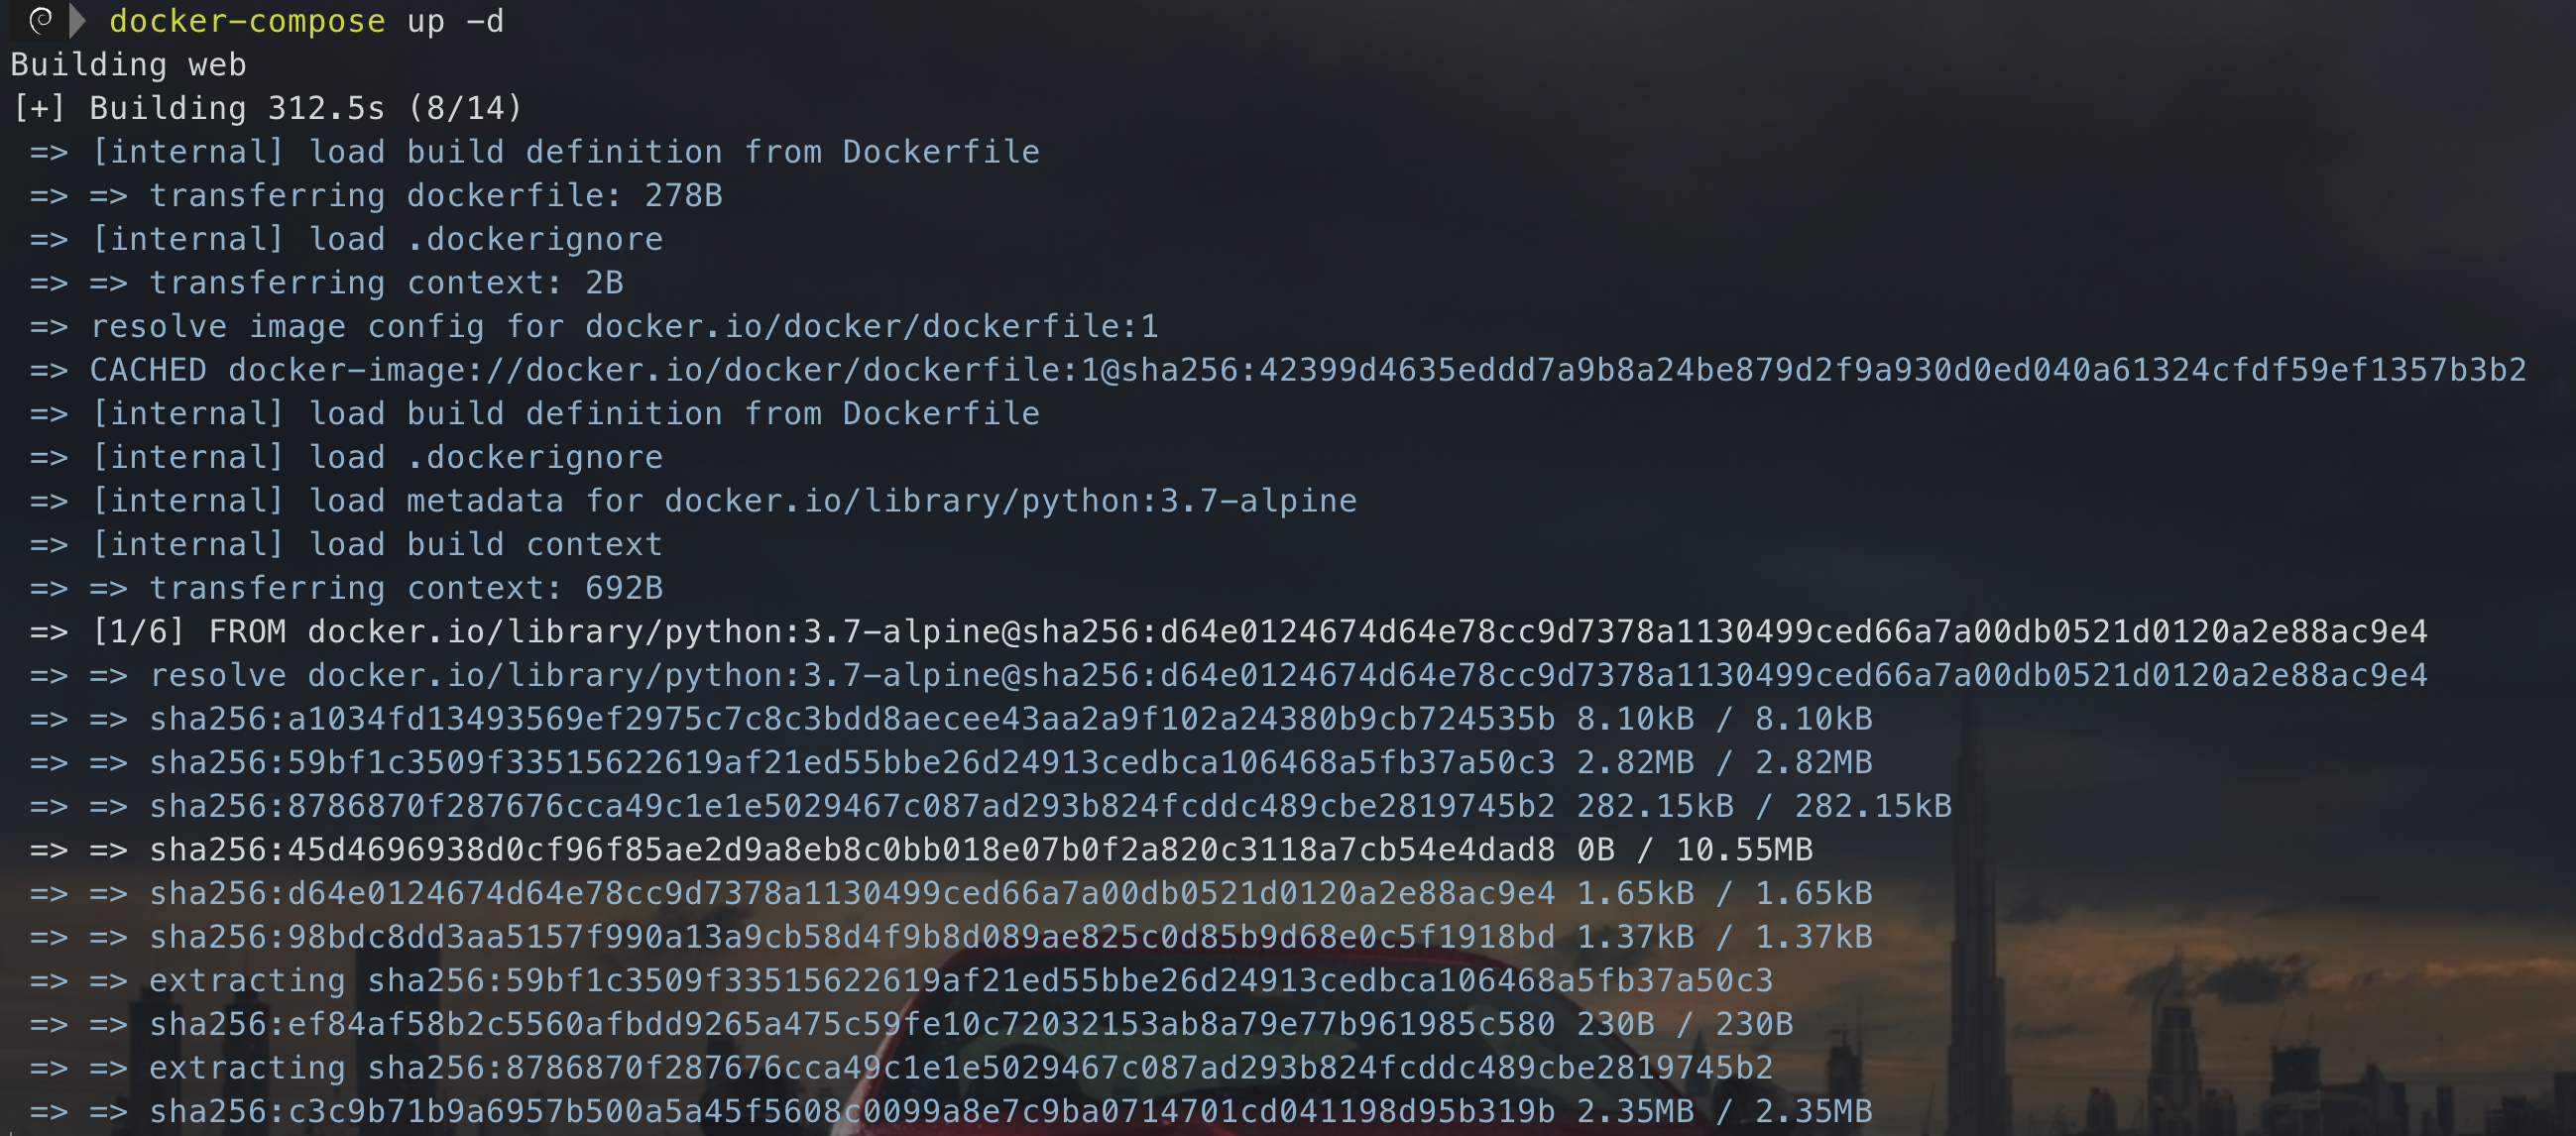 docker-compose up -d
Building web
[+] Building 312.5s (8/14)
=> [internal] load build definition from Dockerfile
=> => transferring dockerfile: 278B
=> [internal] load .dockerignore
=> => transferring context: 2B
=> resolve image config for docker.io/docker/dockerfile:1
=> CACHED docker-image://docker.io/docker/dockerfile:1@sha256:42399d4635eddd7a9b8a24be879d2f9a930d0ed040a61324cfdf59ef1357b3b2
=> [internal] load build definition from Dockerfile
=> [internal] load .dockerignore
=> [internal] load metadata for docker.io/library/python:3.7-alpine
=> [internal] load build context
=> => transferring context: 692B
=> [1/6] FROM docker.io/library/python:3.7-alpine@sha256:d64e0124674d64e78cc9d7378a1130499ced66a7a00db0521d0120a2e88ac9e4
=> => resolve docker.io/library/python:3.7-alpine@sha256:d64e0124674d64e78cc9d7378a1130499ced66a7a00db0521d0120a2e88ac9e4
=> => sha256:a1034fd13493569ef2975c7c8c3bdd8aecee43aa2a9f102a24380b9cb724535b 8.10kB / 8.10kB
=> => sha256:59bf1c3509f33515622619af21ed55bbe26d24913cedbca106468a5fb37a50c3 2.82MB / 2.82MB
=> => sha256:8786870f287676cca49c1e1e5029467c087ad293b824fcddc489cbe2819745b2 282.15kB / 282.15kB
=> => sha256:45d4696938d0cf96f85ae2d9a8eb8c0bb018e07b0f2a820c3118a7cb54e4dad8 0B / 10.55MB
=> => sha256:d64e0124674d64e78cc9d7378a1130499ced66a7a00db0521d0120a2e88ac9e4 1.65kB / 1.65kB
=> => sha256:98bdc8dd3aa5157f990a13a9cb58d4f9b8d089ae825c0d85b9d68e0c5f1918bd 1.37kB / 1.37kB
=> => extracting sha256:59bf1c3509f33515622619af21ed55bbe26d24913cedbca106468a5fb37a50c3
=> => sha256:ef84af58b2c5560afbdd9265a475c59fe10c72032153ab8a79e77b961985c580 230B / 230B
=> => extracting sha256:8786870f287676cca49c1e1e5029467c087ad293b824fcddc489cbe2819745b2
=> => sha256:c3c9b71b9a6957b500a5a45f5608c0099a8e7c9ba0714701cd041198d95b319b 2.35MB / 2.35MB